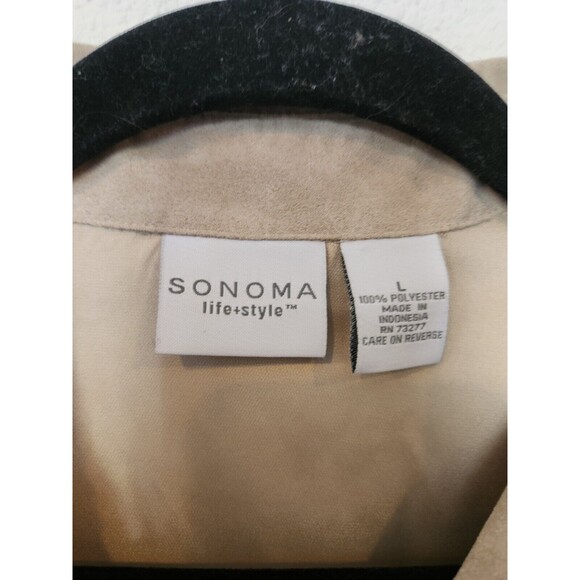 SONOMA
life+style™
L
100% POLYESTER
MADE IN
INDONESIA
RN 73277
CARE ON REVERSE